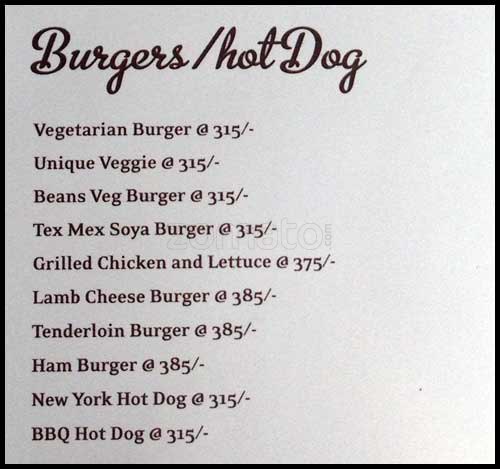 Burgers/hot Dog
Vegetarian Burger @ 315/-
Unique Veggie @ 315/-
Beans Veg Burger @ 315/-
Tex Mex Soya Burger @ 315/-
zomato.com
Grilled Chicken and Lettuce @ 375/-
Lamb Cheese Burger @ 385/-
Tenderloin Burger @ 385/-
Ham Burger @ 385/-
New York Hot Dog @ 315/-
BBQ Hot Dog @ 315/-